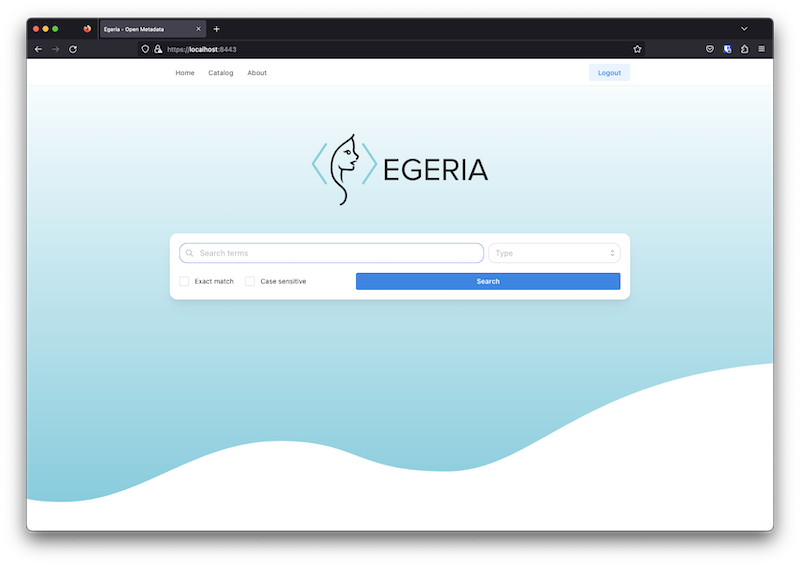 Egeria - Open Metadata
https://localhost:8443
Home Catalog About Logout
EGERIA
Search terms Type
Exact match Case sensitive Search